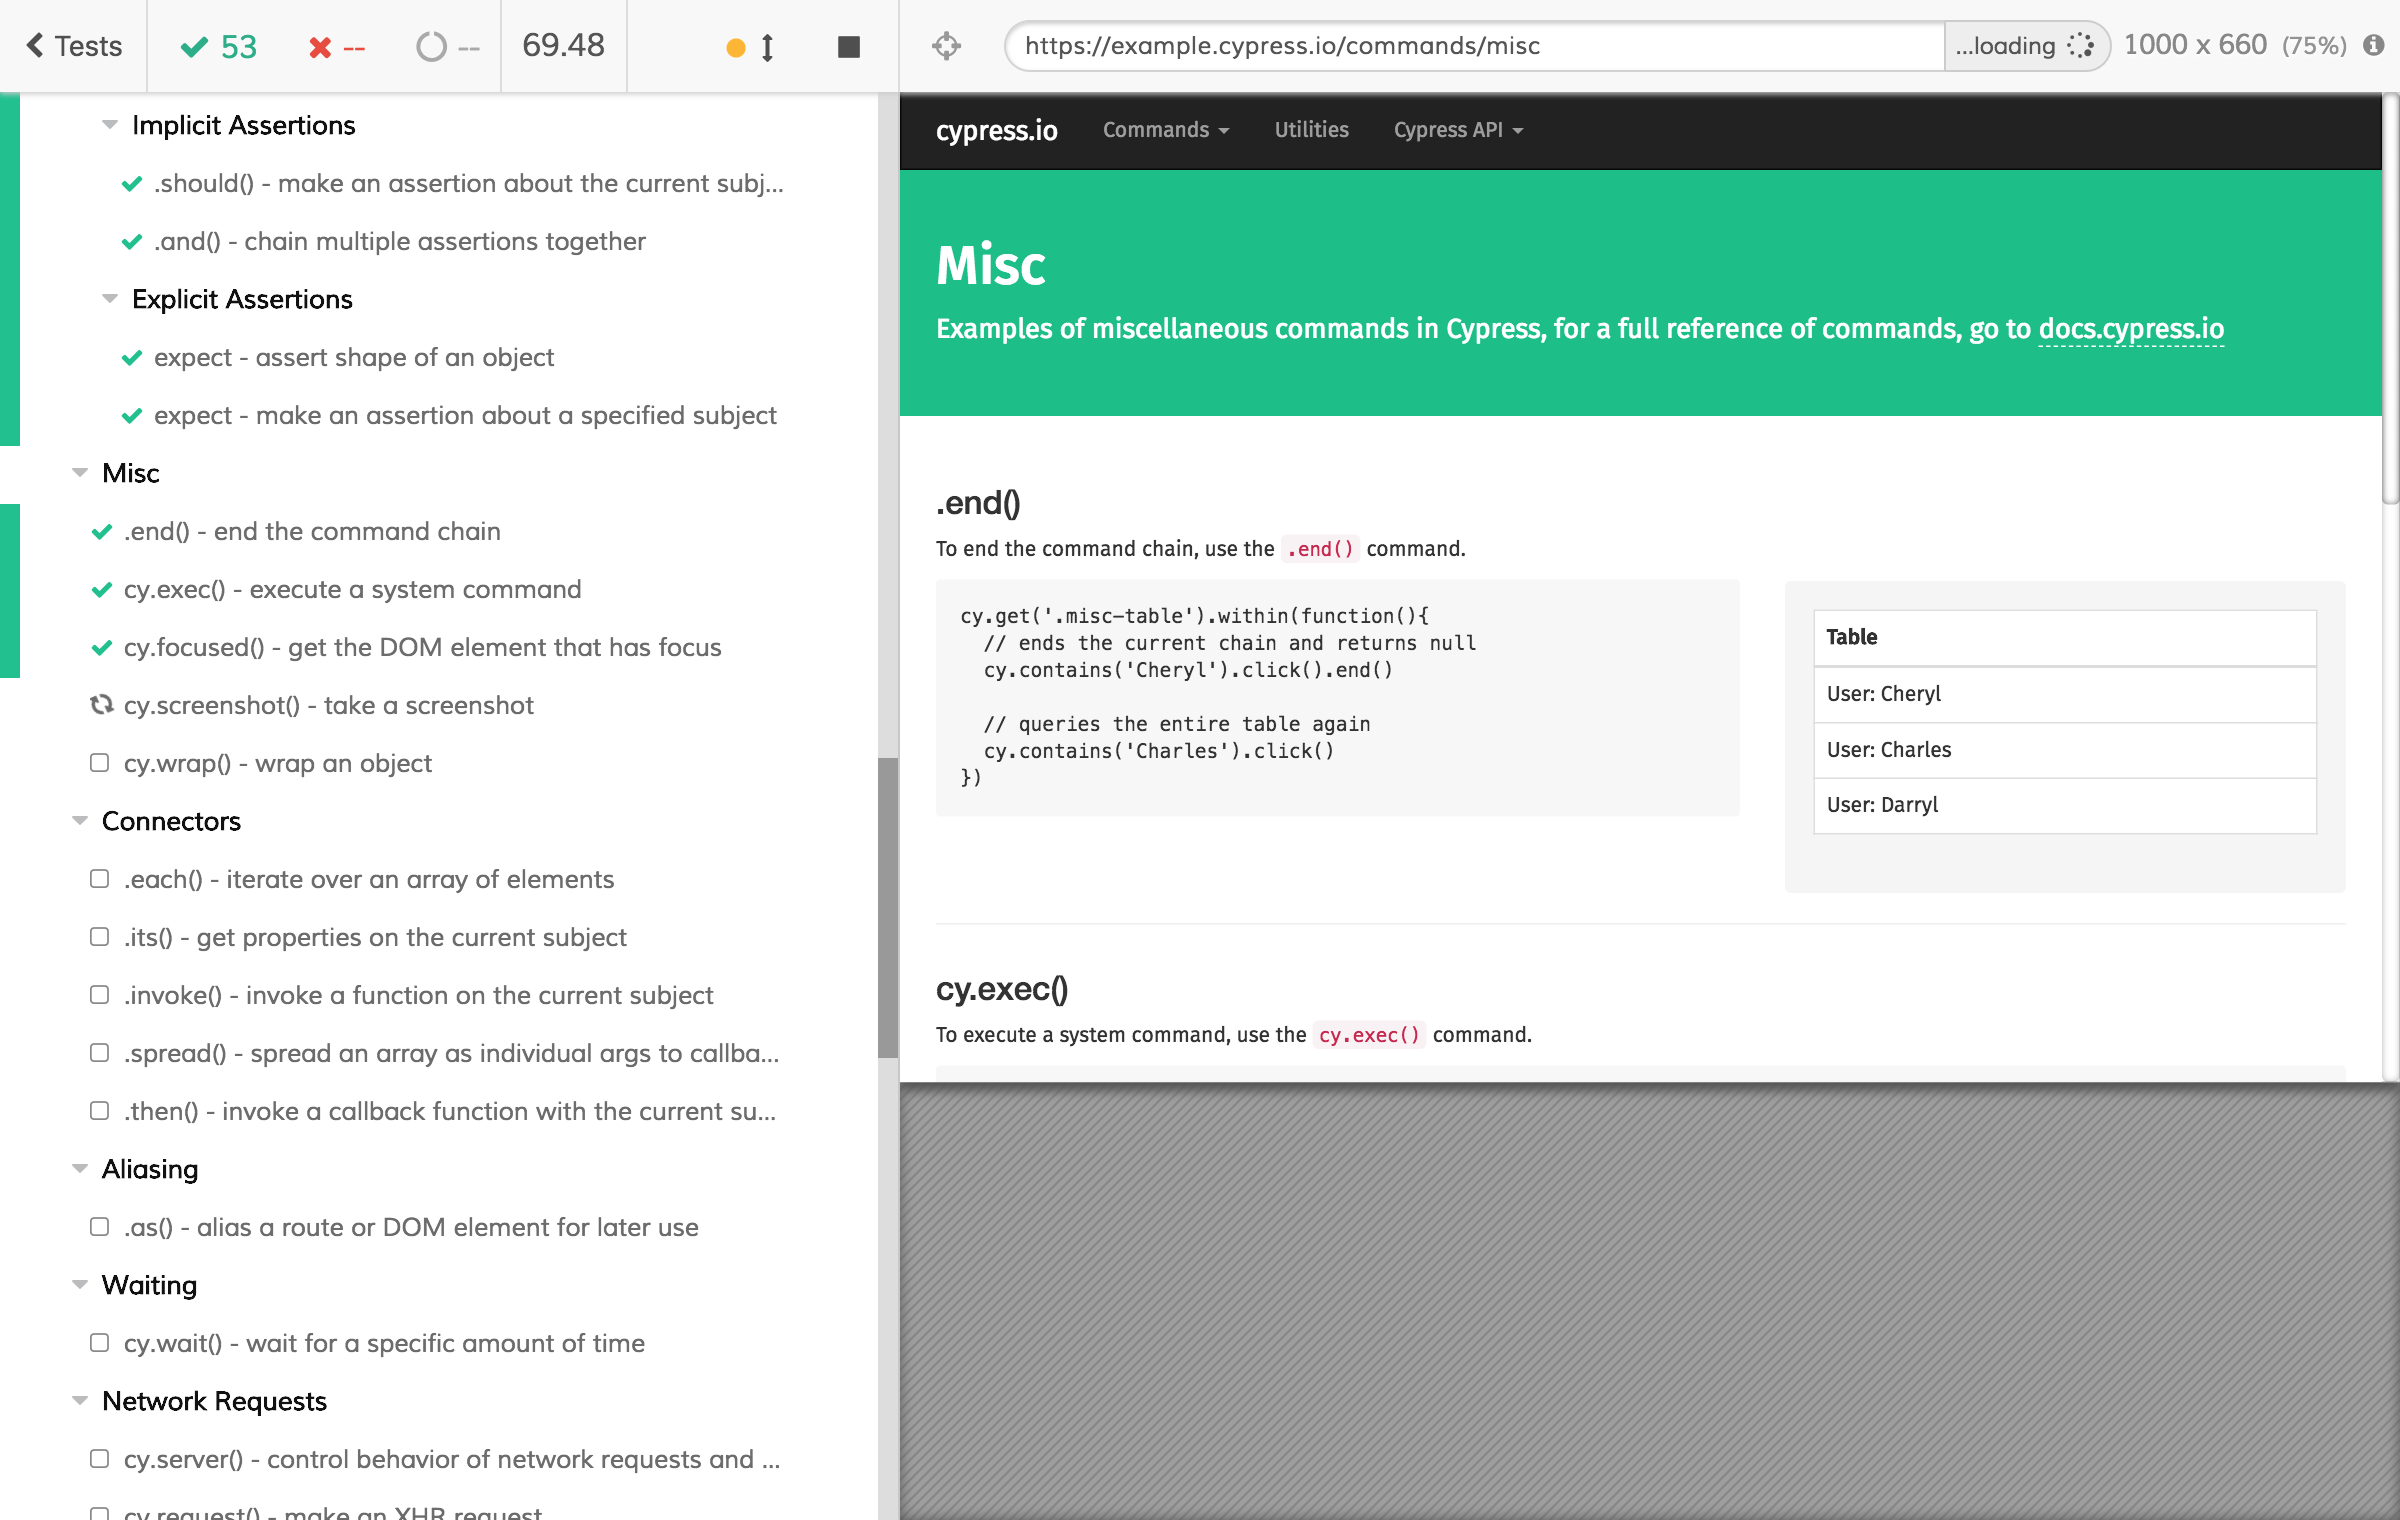 Tests
53
--
--
69.48
https://example.cypress.io/commands/misc
...loading
1000 x 660 (75%)
Implicit Assertions
.should() - make an assertion about the current subj...
.and() - chain multiple assertions together
Explicit Assertions
expect - assert shape of an object
expect - make an assertion about a specified subject
Misc
.end() - end the command chain
cy.exec() - execute a system command
cy.focused() - get the DOM element that has focus
cy.screenshot() - take a screenshot
cy.wrap() - wrap an object
Connectors
.each() - iterate over an array of elements
.its() - get properties on the current subject
.invoke() - invoke a function on the current subject
.spread() - spread an array as individual args to callba...
.then() - invoke a callback function with the current su...
Aliasing
.as() - alias a route or DOM element for later use
Waiting
cy.wait() - wait for a specific amount of time
Network Requests
cy.server() - control behavior of network requests and ...
cy.request() - make an XHR request
cypress.io Commands Utilities Cypress API
Misc
Examples of miscellaneous commands in Cypress, for a full reference of commands, go to docs.cypress.io
.end()
To end the command chain, use the .end() command.
cy.get('.misc-table').within(function(){
// ends the current chain and returns null
cy.contains('Cheryl').click().end()
// queries the entire table again
cy.contains('Charles').click()
})
Table
User: Cheryl
User: Charles
User: Darryl
cy.exec()
To execute a system command, use the cy.exec() command.